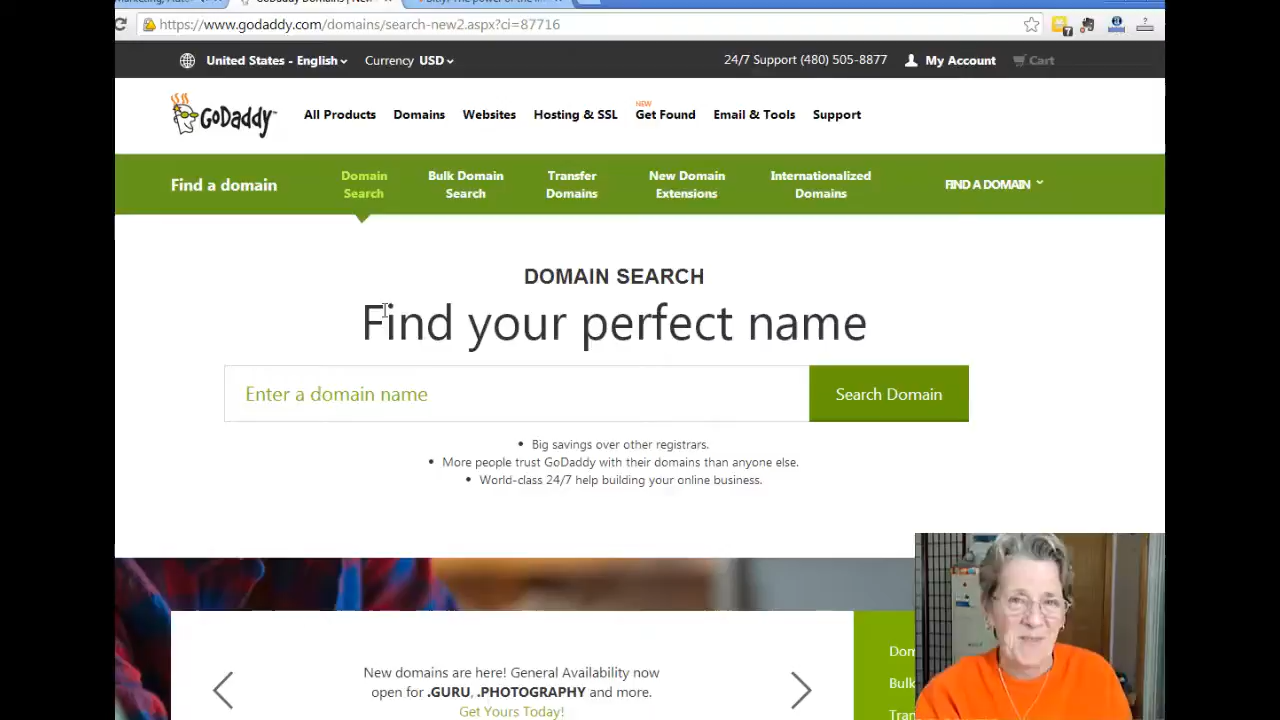 GoDaddy Domains | New
https://www.godaddy.com/domains/search-new2.aspx?ci=87716
United States - English
Currency USD
24/7 Support (480) 505-8877
My Account
Cart
GoDaddy
All Products
Domains
Websites
Hosting & SSL
NEW
Get Found
Email & Tools
Support
Find a domain
Domain
Search
Bulk Domain
Search
Transfer
Domains
New Domain
Extensions
Internationalized
Domains
FIND A DOMAIN
DOMAIN SEARCH
Find your perfect name
Enter a domain name
Search Domain
• Big savings over other registrars.
• More people trust GoDaddy with their domains than anyone else.
• World-class 24/7 help building your online business.
New domains are here! General Availability now
open for .GURU, .PHOTOGRAPHY and more.
Get Yours Today!
Dom
Bulk
Tran